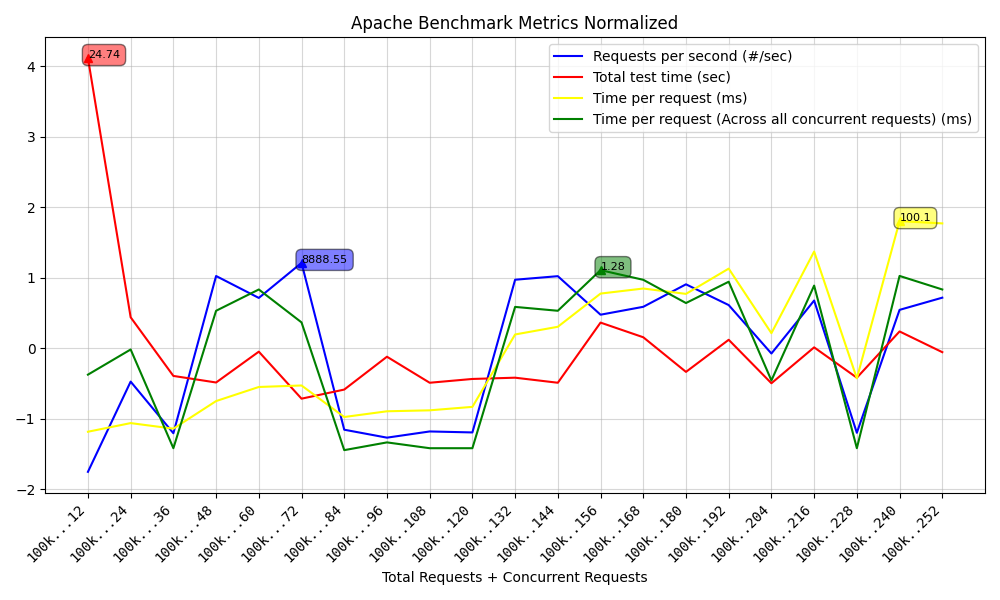 Apache Benchmark Metrics Normalized
24.74
8888.55
1.28
100.1
Requests per second (#/sec)
Total test time (sec)
Time per request (ms)
Time per request (Across all concurrent requests) (ms)
4
3
2
1
0
−1
−2
100k...12
100k...24
100k...36
100k...48
100k...60
100k...72
100k...84
100k...96
100k...108
100k...120
100k...132
100k...144
100k...156
100k...168
100k...180
100k...192
100k...204
100k...216
100k...228
100k...240
100k...252
Total Requests + Concurrent Requests